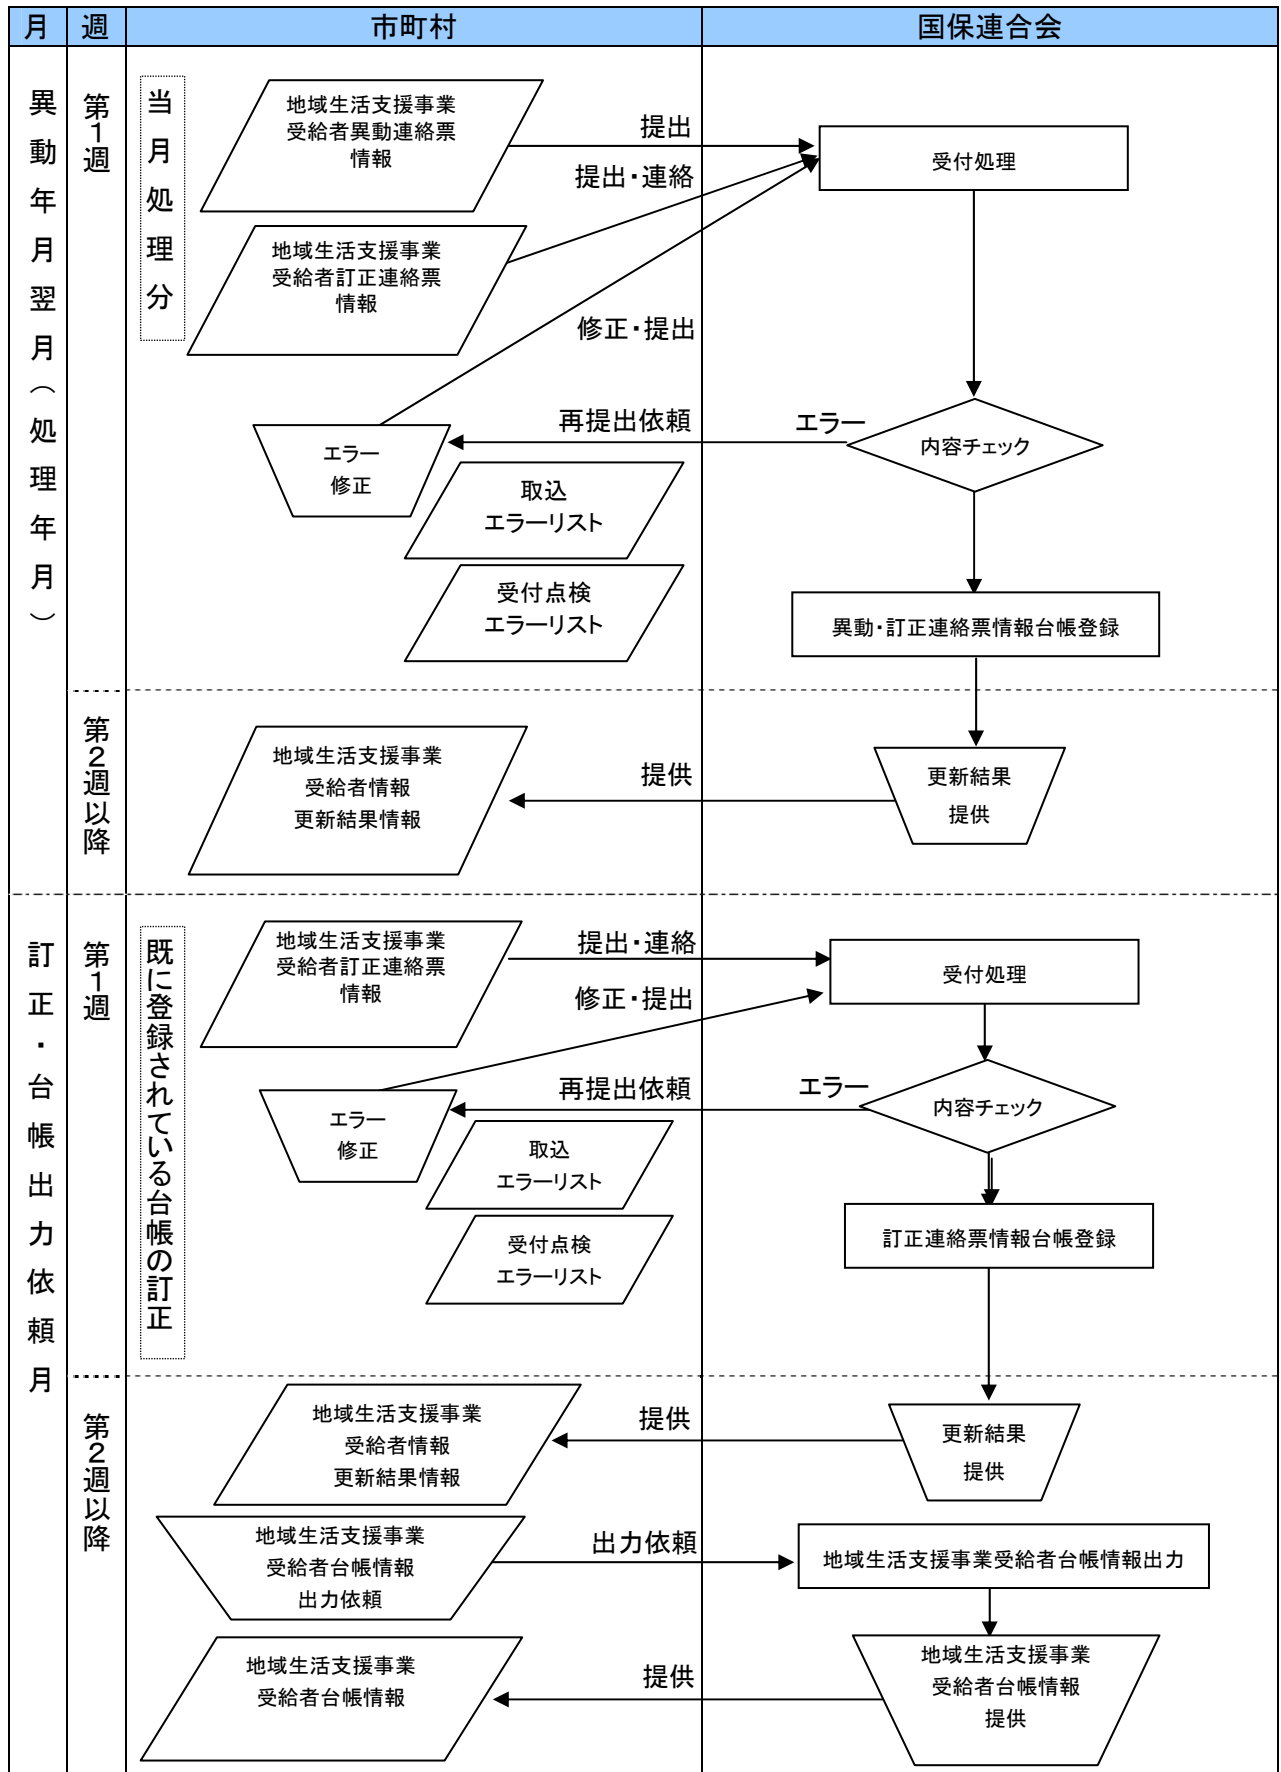 月
週
市町村
国保連合会
異動年月翌月（処理年月）
第1週
当月処理分
地域生活支援事業
受給者異動連絡票
情報
提出
提出・連絡
受付処理
地域生活支援事業
受給者訂正連絡票
情報
修正・提出
エラー
修正
再提出依頼
エラー
内容チェック
取込
エラーリスト
受付点検
エラーリスト
異動・訂正連絡票情報台帳登録
第2週以降
地域生活支援事業
受給者情報
更新結果情報
提供
更新結果
提供
訂正・台帳出力依頼月
第1週
既に登録されている台帳の訂正
地域生活支援事業
受給者訂正連絡票
情報
提出・連絡
受付処理
修正・提出
エラー
修正
再提出依頼
エラー
内容チェック
取込
エラーリスト
受付点検
エラーリスト
訂正連絡票情報台帳登録
第2週以降
地域生活支援事業
受給者情報
更新結果情報
提供
更新結果
提供
地域生活支援事業
受給者台帳情報
出力依頼
出力依頼
地域生活支援事業受給者台帳情報出力
地域生活支援事業
受給者台帳情報
提供
地域生活支援事業
受給者台帳情報
提供